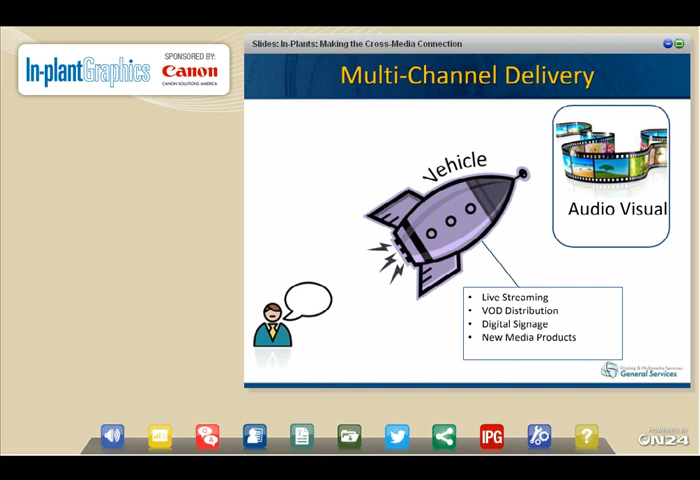 Slides: In-Plants: Making the Cross-Media Connection
In-plantGraphics
SPONSORED BY:
Canon
CANON SOLUTIONS AMERICA
Multi-Channel Delivery
Vehicle
Audio Visual
• Live Streaming
• VOD Distribution
• Digital Signage
• New Media Products
Printing & Multimedia Services
General Services
Q
A
IPG
?
POWERED BY
ON24